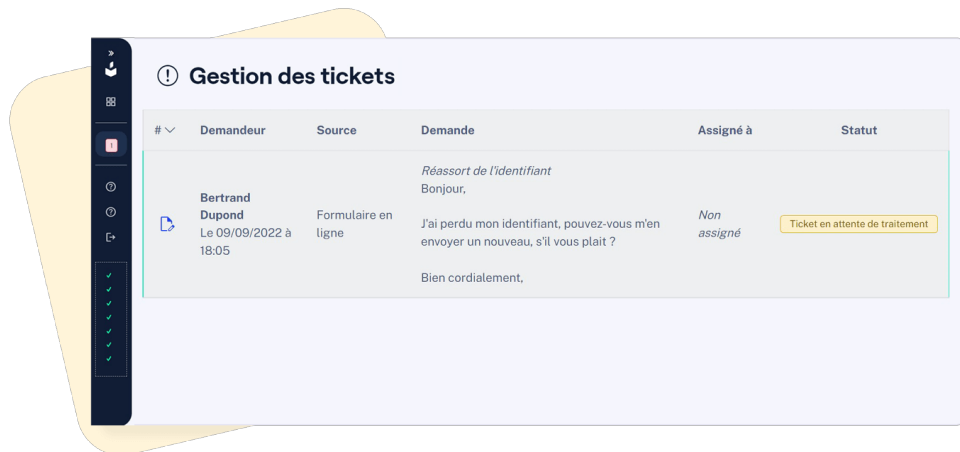 Gestion des tickets
# Demandeur Source Demande Assigné à Statut
Bertrand
Dupond
Le 09/09/2022 à
18:05
Formulaire en
ligne
Réassort de l'identifiant
Bonjour,
J'ai perdu mon identifiant, pouvez-vous m'en
envoyer un nouveau, s'il vous plait ?
Bien cordialement,
Non
assigné
Ticket en attente de traitement